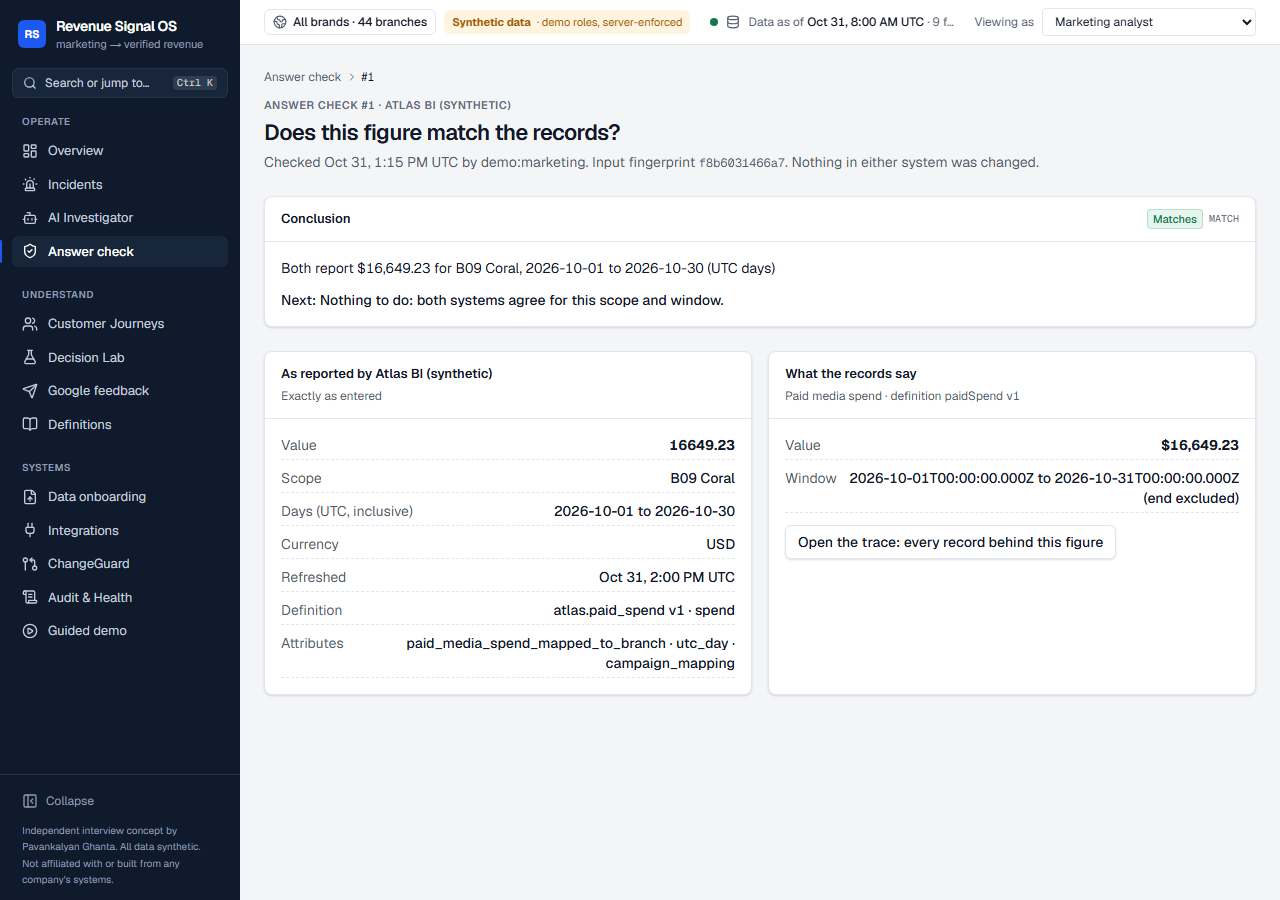 RS
Revenue Signal OS
marketing → verified revenue
Search or jump to...
Ctrl K
OPERATE
Overview
Incidents
AI Investigator
Answer check
UNDERSTAND
Customer Journeys
Decision Lab
Google feedback
Definitions
SYSTEMS
Data onboarding
Integrations
ChangeGuard
Audit & Health
Guided demo
Collapse
Independent interview concept by
Pavankalyan Ghanta. All data synthetic.
Not affiliated with or built from any
company's systems.
All brands · 44 branches
Synthetic data · demo roles, server-enforced
Data as of Oct 31, 8:00 AM UTC · 9 f...
Viewing as
Marketing analyst
Answer check > #1
ANSWER CHECK #1 · ATLAS BI (SYNTHETIC)
Does this figure match the records?
Checked Oct 31, 1:15 PM UTC by demo:marketing. Input fingerprint f8b6031466a7. Nothing in either system was changed.
Conclusion
Matches MATCH
Both report $16,649.23 for B09 Coral, 2026-10-01 to 2026-10-30 (UTC days)
Next: Nothing to do: both systems agree for this scope and window.
As reported by Atlas BI (synthetic)
Exactly as entered
Value 16649.23
Scope B09 Coral
Days (UTC, inclusive) 2026-10-01 to 2026-10-30
Currency USD
Refreshed Oct 31, 2:00 PM UTC
Definition atlas.paid_spend v1 · spend
Attributes paid_media_spend_mapped_to_branch · utc_day ·
campaign_mapping
What the records say
Paid media spend · definition paidSpend v1
Value $16,649.23
Window 2026-10-01T00:00:00.000Z to 2026-10-31T00:00:00.000Z
(end excluded)
Open the trace: every record behind this figure